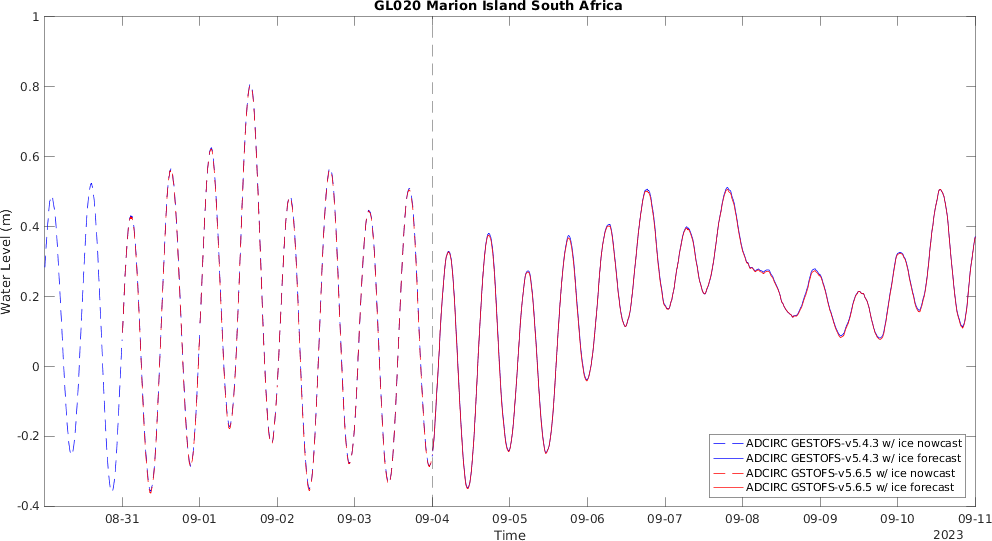 GL020 Marion Island South Africa
1
0.8
0.6
0.4
0.2
0
-0.2
-0.4
Water Level (m)
ADCIRC GESTOFS-v5.4.3 w/ ice nowcast
ADCIRC GESTOFS-v5.4.3 w/ ice forecast
ADCIRC GSTOFS-v5.6.5 w/ ice nowcast
ADCIRC GSTOFS-v5.6.5 w/ ice forecast
08-31 09-01 09-02 09-03 09-04 09-05 09-06 09-07 09-08 09-09 09-10 09-11
Time
2023